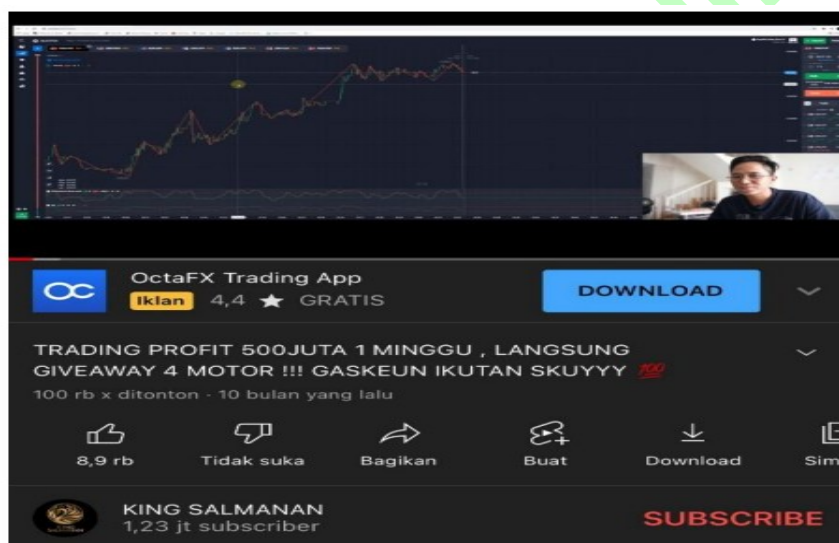 OctaFX Trading App
Iklan 4,4 ★ GRATIS
DOWNLOAD
TRADING PROFIT 500JUTA 1 MINGGU , LANGSUNG
GIVEAWAY 4 MOTOR !!! GASKEUN IKUTAN SKUYYY 💯
100 rb x ditonton · 10 bulan yang lalu
8,9 rb Tidak suka Bagikan Buat Download Sim
KING SALMANAN
1,23 jt subscriber
SUBSCRIBE